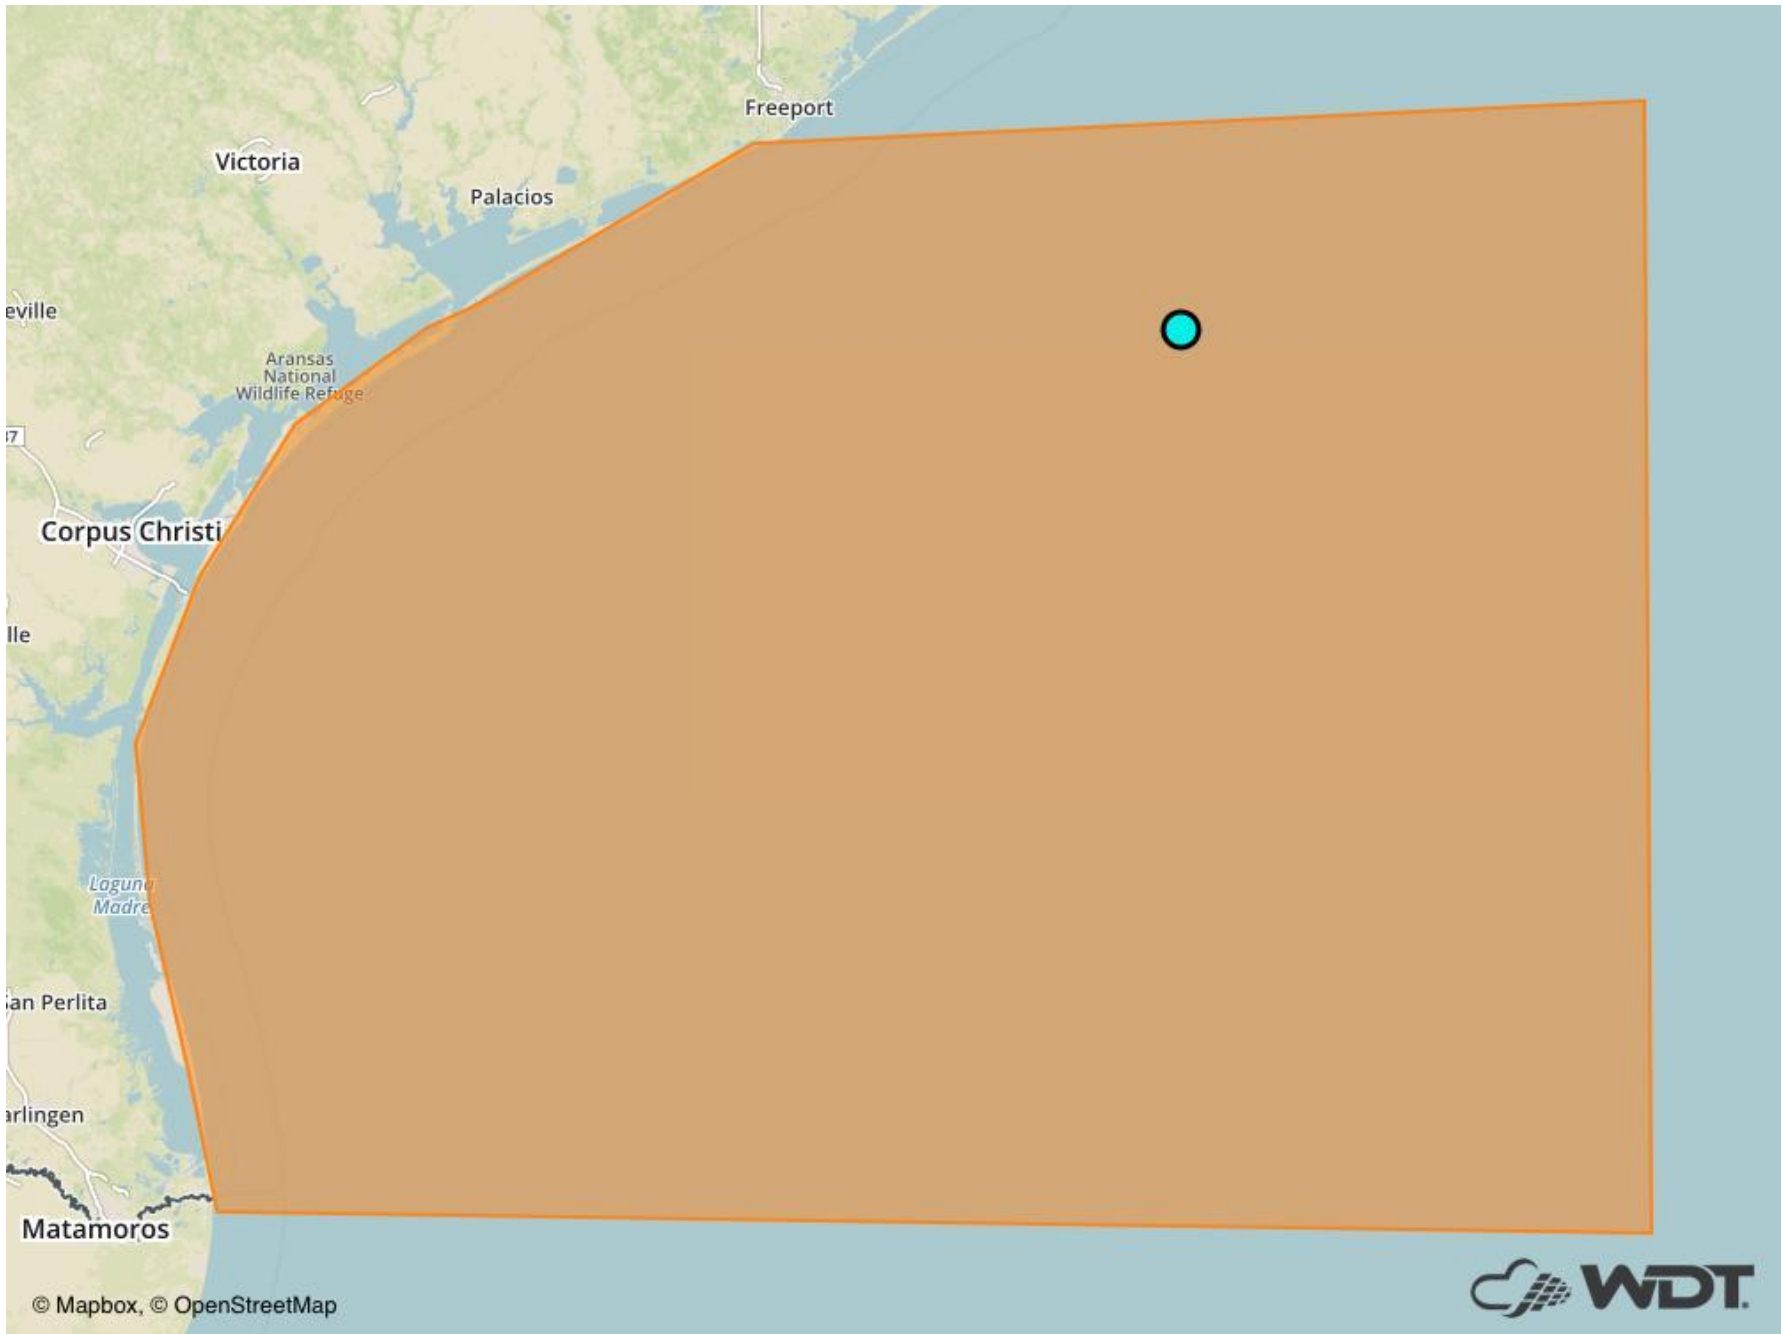 Freeport
Victoria
Palacios
eville
Aransas
National
Wildlife Refuge
37
Corpus Christi
lle
Laguna
Madre
an Perlita
arlingen
Matamoros
© Mapbox, © OpenStreetMap
WDT